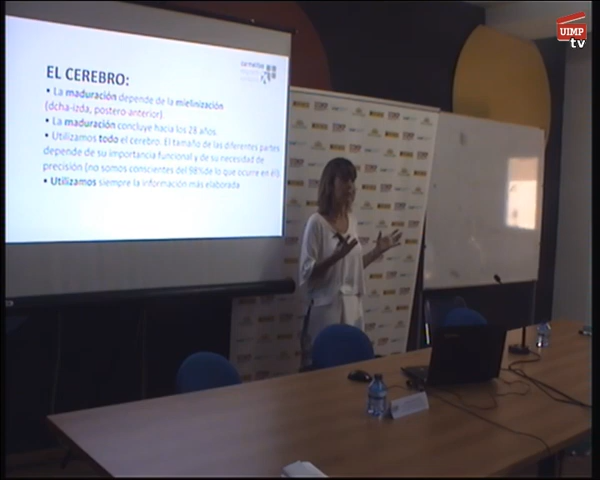 UIMP
tv
EL CEREBRO:
• La maduración depende de la mielinización
(dcha-izda, postero anterior).
• La maduración concluye hacia los 28 años.
• Utilizamos todo el cerebro. El tamaño de las diferentes partes
depende de su importancia funcional y de su necesidad de
precisión (no somos conscientes del 98% de lo que ocurre en él)
• Utilizamos siempre la información más elaborada